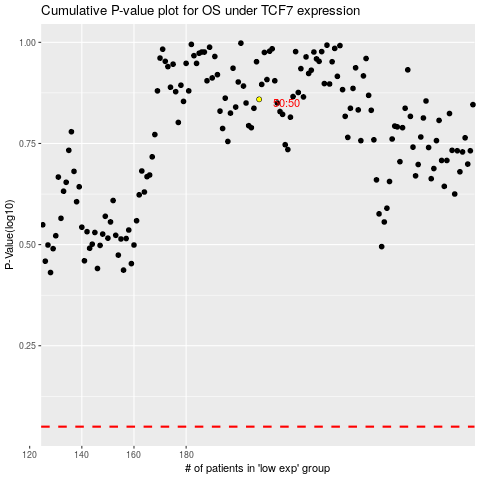 Cumulative P-value plot for OS under TCF7 expression
1.00
0.75
0.50
0.25
P-Value(log10)
50:50
120 140 160 180
# of patients in 'low exp' group